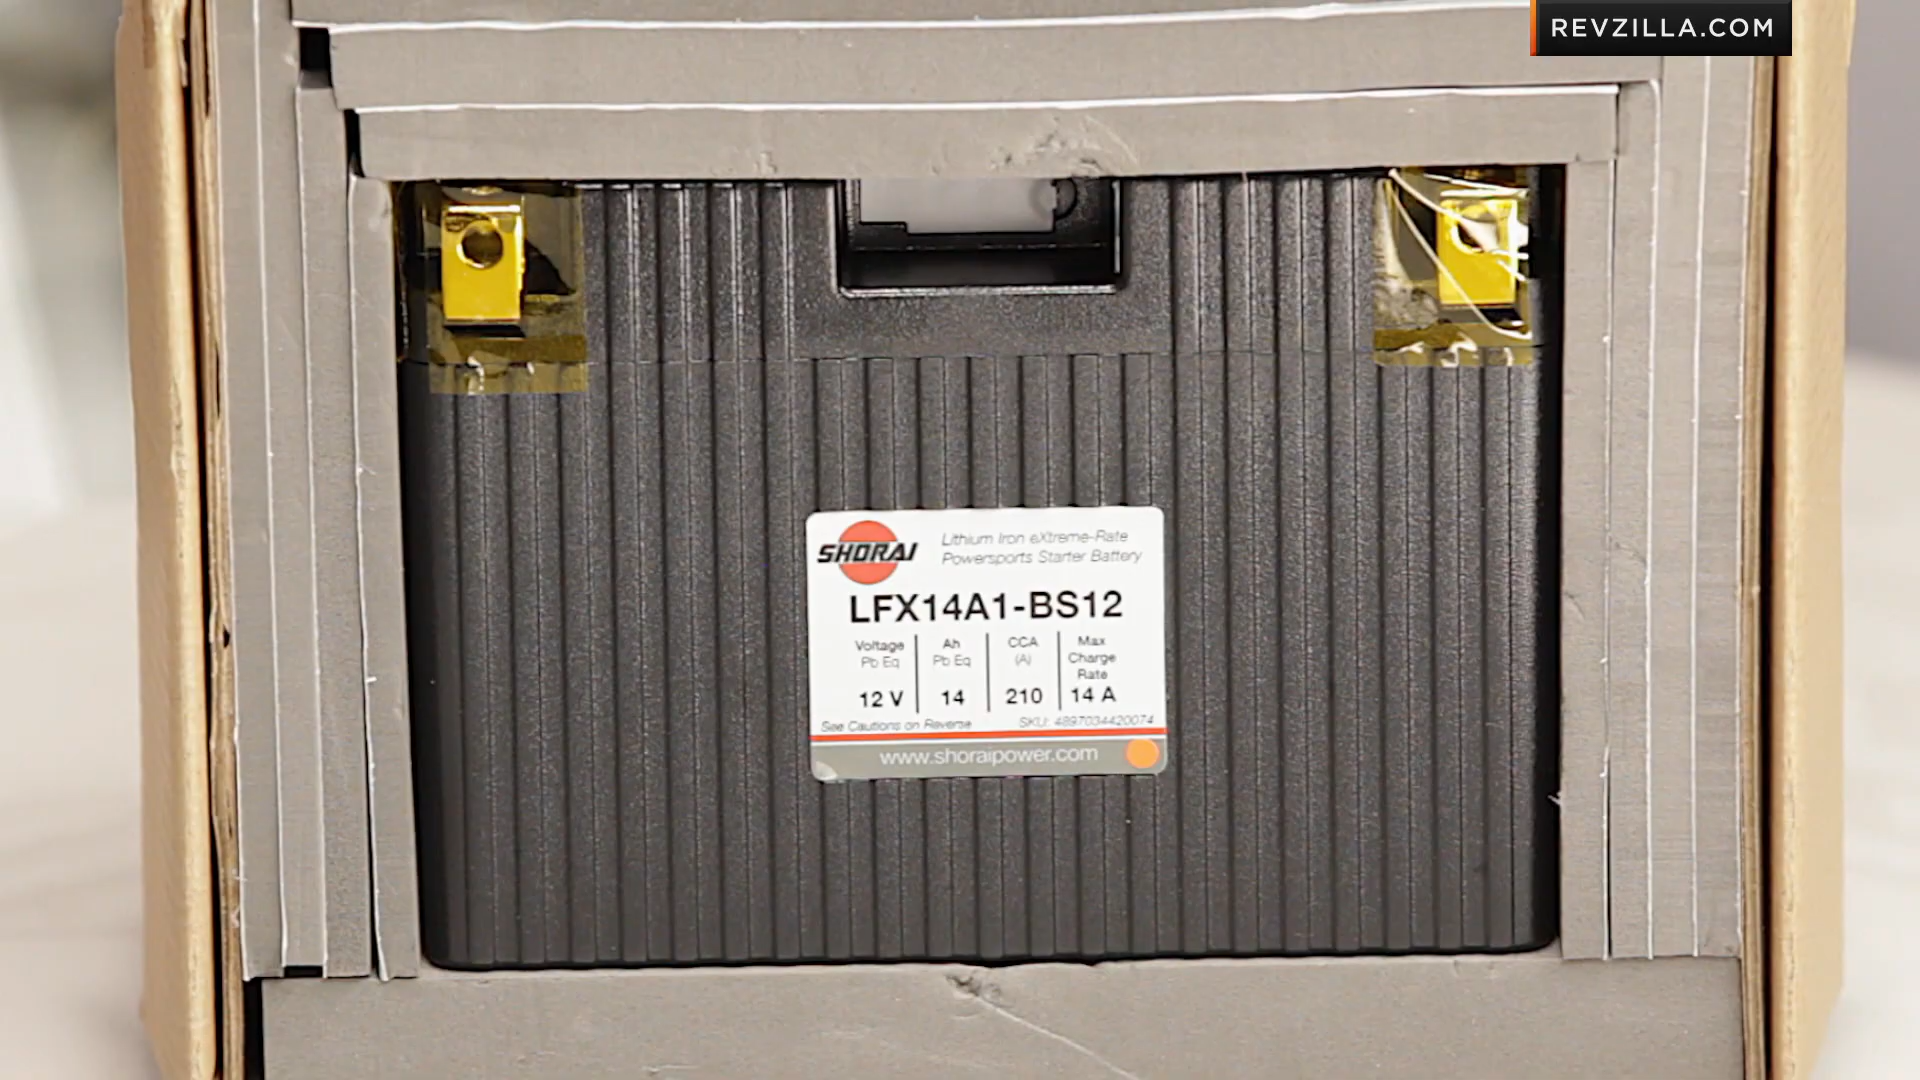 REVZILLA.COM
SHORAI
Lithium Iron eXtreme-Rate
Powersports Starter Battery
LFX14A1-BS12
Voltage Pb Eq 12 V
Ah Pb Eq 14
CCA (A) 210
Max Charge Rate 14 A
See Cautions on Reverse
SKU: 4897034420074
www.shoraipower.com